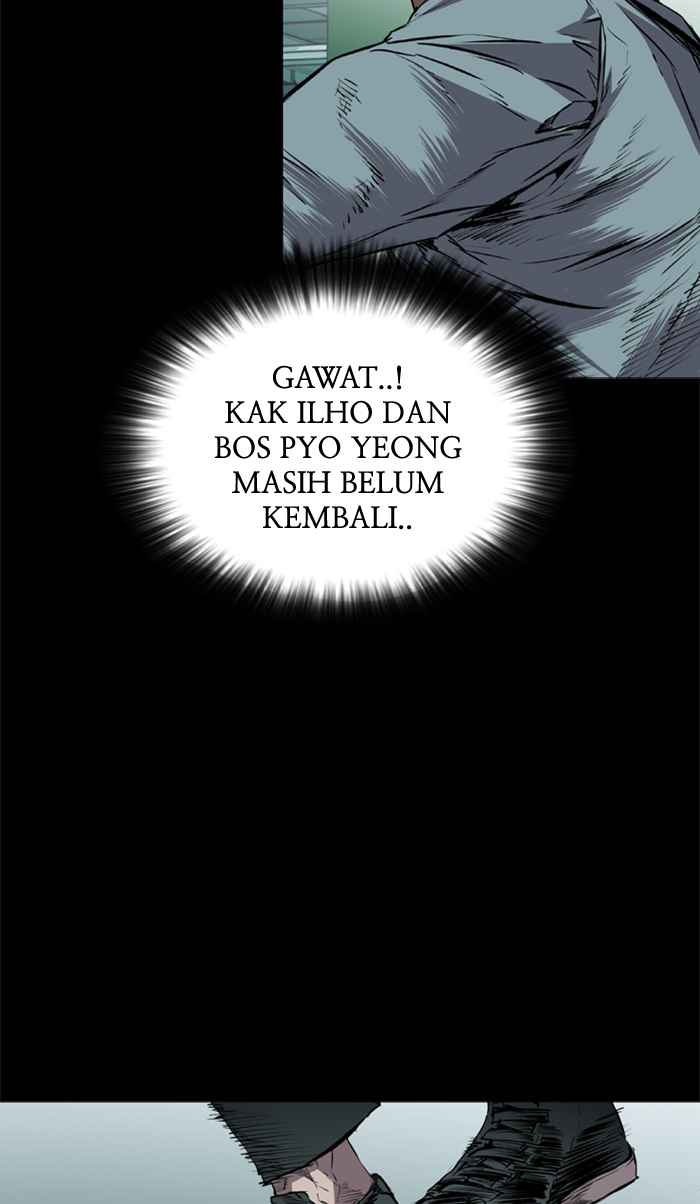 GAWAT..!
KAK ILHO DAN
BOS PYO YEONG
MASIH BELUM
KEMBALI..